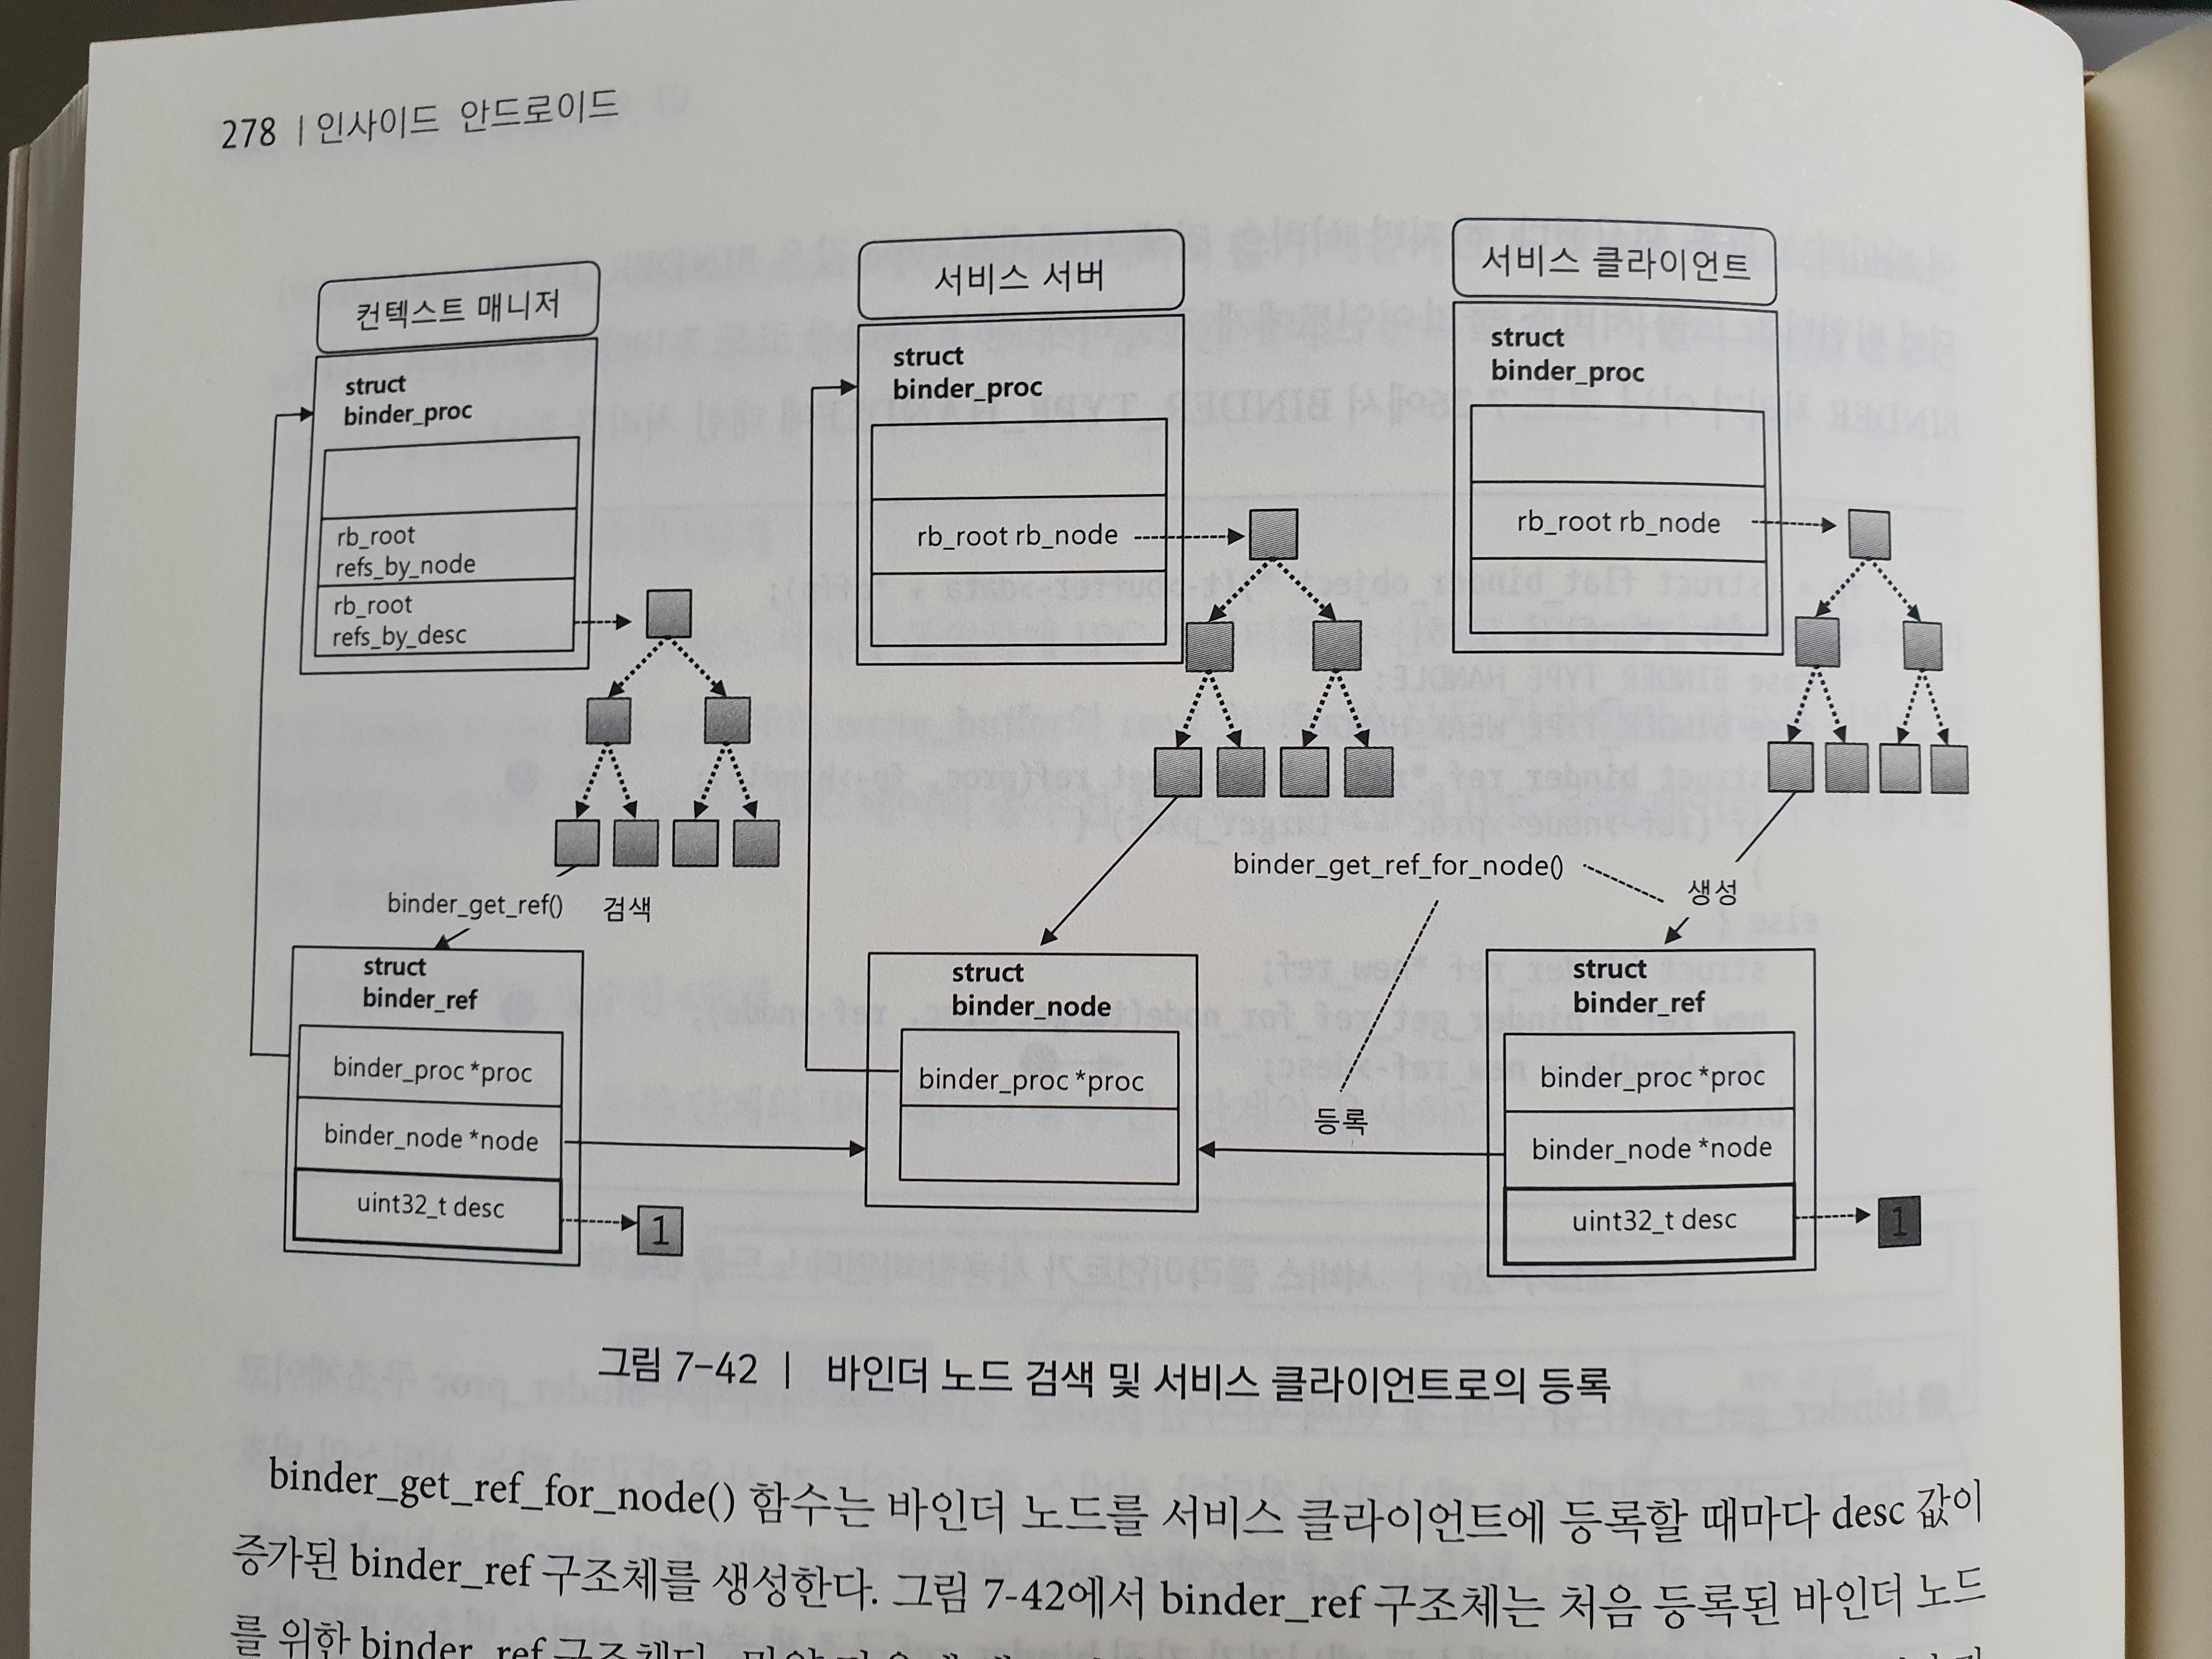 278 | 인사이드 안드로이드
컨텍스트 매니저
서비스 서버
서비스 클라이언트
struct
binder_proc
rb_root
refs_by_node
rb_root
refs_by_desc
struct
binder_proc
rb_root rb_node
struct
binder_proc
rb_root rb_node
binder_get_ref()
검색
binder_get_ref_for_node()
생성
등록
struct
binder_ref
binder_proc *proc
binder_node *node
uint32_t desc
1
struct
binder_node
binder_proc *proc
struct
binder_ref
binder_proc *proc
binder_node *node
uint32_t desc
1
그림 7-42 | 바인더 노드 검색 및 서비스 클라이언트로의 등록
binder_get_ref_for_node() 함수는 바인더 노드를 서비스 클라이언트에 등록할 때마다 desc 값이
증가된 binder_ref 구조체를 생성한다. 그림 7-42에서 binder_ref 구조체는 처음 등록된 바인더 노드
를 위한 binder_ref 구조체다.